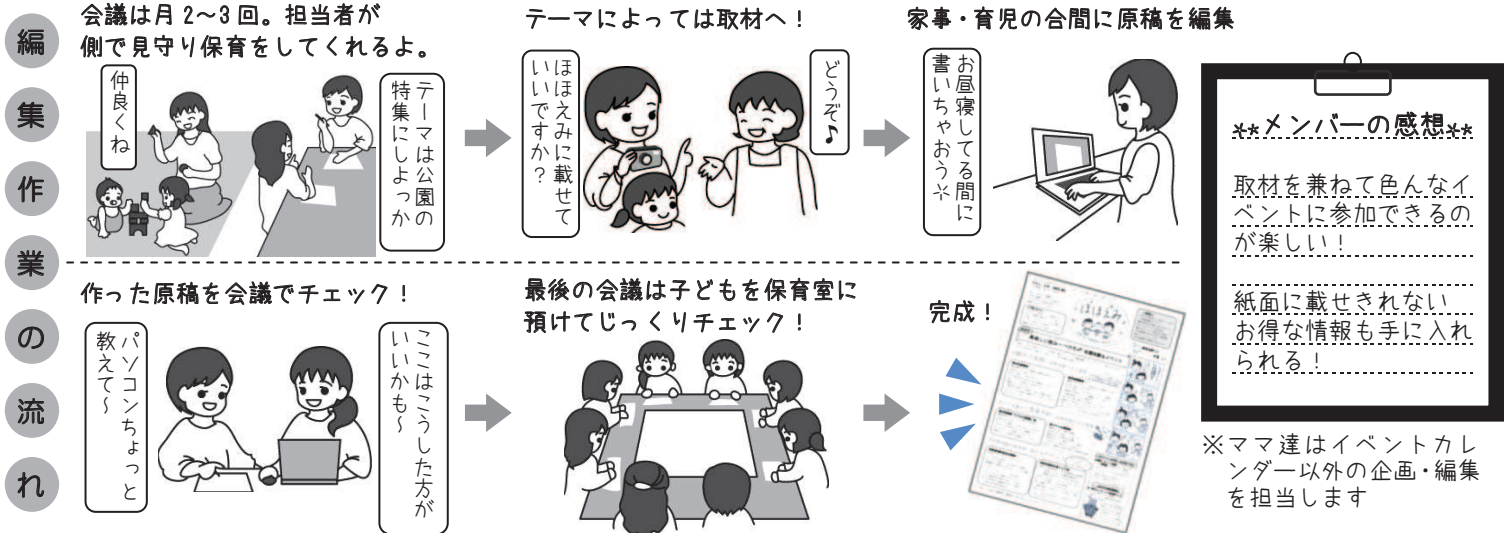 編集作業の流れ
会議は月2〜3回。担当者が
側で見守り保育をしてくれるよ。
仲良くね
テーマは公園の
特集にしよっか
テーマによっては取材へ！
ほほえみに載せて
いいですか？
どうぞ♪
家事・育児の合間に原稿を編集
お昼寝してる間に
書いちゃおう✧
作った原稿を会議でチェック！
パソコンちょっと
教えて〜
ここはこうした方が
いいかも〜
最後の会議は子どもを保育室に
預けてじっくりチェック！
完成！
ほほえみ
**メンバーの感想**
取材を兼ねて色んなイ
ベントに参加できるの
が楽しい！
紙面に載せきれない
お得な情報も手に入れ
られる！
※ママ達はイベントカレ
ンダー以外の企画・編集
を担当します